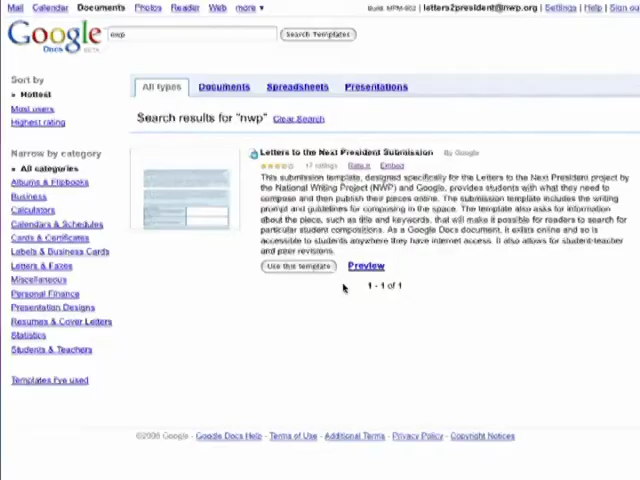 Mail Calendar Documents Photos Reader Web more ▾ letters2president@nwp.org | Settings | Help | Sign ou
Google
Docs BETA
nwp
Search Templates
Sort by
Hottest
Most users
Highest rating
Narrow by category
All categories
Albums & Flipbooks
Business
Calculators
Calendars & Schedules
Cards & Certificates
Labels & Business Cards
Letters & Faxes
Miscellaneous
Personal Finance
Presentation Designs
Resumes & Cover Letters
Statistics
Students & Teachers
Templates I've used
All types Documents Spreadsheets Presentations
Search results for "nwp" Clear Search
Letters to the Next President Submission By Google
17 ratings Rate it Embed
This submission template, designed specifically for the Letters to the Next President project by
the National Writing Project (NWP) and Google, provides students with what they need to
compose and then publish their pieces online. The submission template includes the writing
prompt and guidelines for composing in the space. The template also asks for information
about the piece, such as title and keywords, that will make it possible for readers to search for
particular student compositions. As a Google Docs document, it exists online and so is
accessible to students anywhere they have internet access. It also allows for student-teacher
and peer revisions.
Use this template Preview
1 - 1 of 1
Google - Google Docs Help - Terms of Use - Additional Terms - Privacy Policy - Copyright Notices